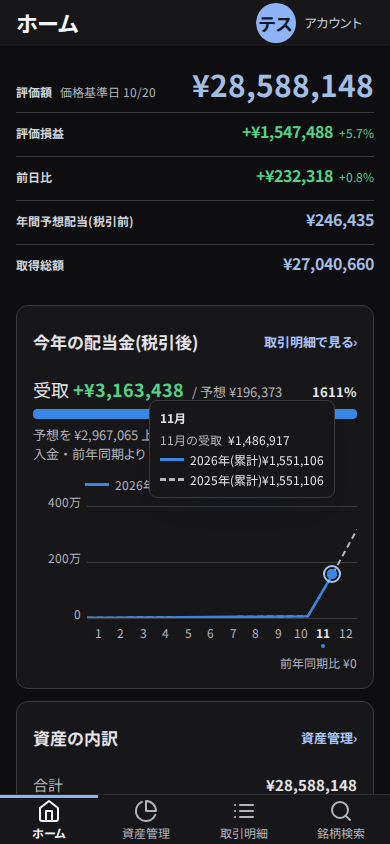 ホーム
テス アカウント
評価額 価格基準日 10/20 ¥28,588,148
評価損益 +¥1,547,488 +5.7%
前日比 +¥232,318 +0.8%
年間予想配当(税引前) ¥246,435
取得総額 ¥27,040,660
今年の配当金(税引後) 取引明細で見る›
受取 +¥3,163,438 / 予想 ¥196,373 1611%
予想を ¥2,967,065 上
入金・前年同期より
11月
11月の受取 ¥1,486,917
2026年(累計)¥1,551,106
2025年(累計)¥1,551,106
2026年
400万
200万
0
1 2 3 4 5 6 7 8 9 10 11 12
前年同期比 ¥0
資産の内訳 資産管理›
合計 ¥28,588,148
ホーム 資産管理 取引明細 銘柄検索